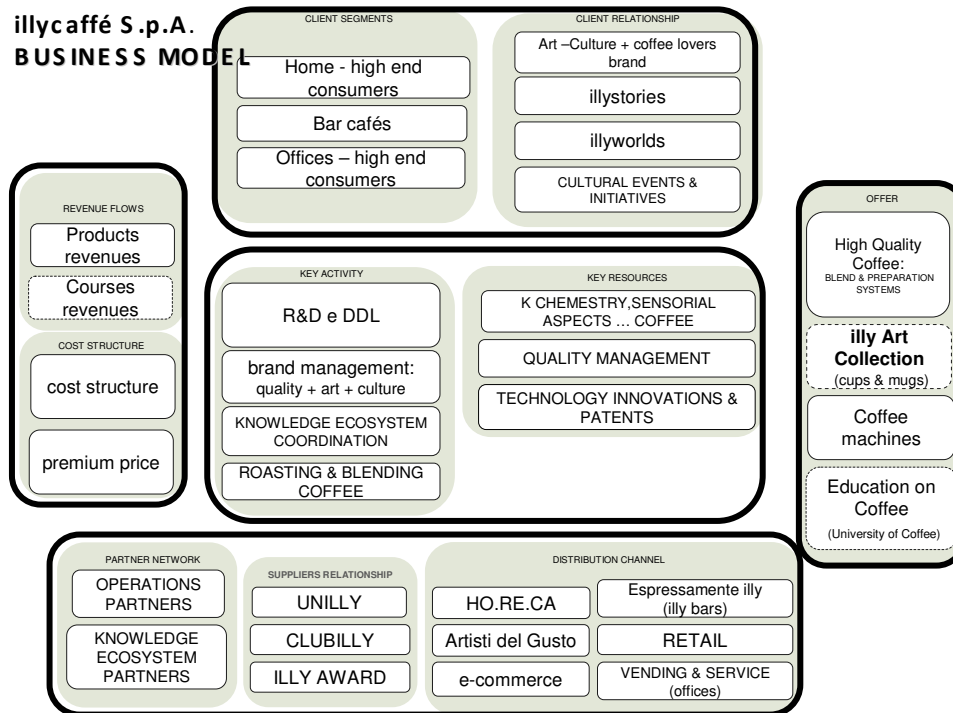 illycaffé S.p.A.
BUSINESS MODEL
CLIENT SEGMENTS
Home - high end
consumers
Bar cafés
Offices – high end
consumers
CLIENT RELATIONSHIP
Art –Culture + coffee lovers
brand
illystories
illyworlds
CULTURAL EVENTS &
INITIATIVES
REVENUE FLOWS
Products
revenues
Courses
revenues
COST STRUCTURE
cost structure
premium price
KEY ACTIVITY
R&D e DDL
brand management:
quality + art + culture
KNOWLEDGE ECOSYSTEM
COORDINATION
ROASTING & BLENDING
COFFEE
KEY RESOURCES
K CHEMESTRY,SENSORIAL
ASPECTS ... COFFEE
QUALITY MANAGEMENT
TECHNOLOGY INNOVATIONS &
PATENTS
OFFER
High Quality
Coffee:
BLEND & PREPARATION
SYSTEMS
illy Art
Collection
(cups & mugs)
Coffee
machines
Education on
Coffee
(University of Coffee)
PARTNER NETWORK
OPERATIONS
PARTNERS
KNOWLEDGE
ECOSYSTEM
PARTNERS
SUPPLIERS RELATIONSHIP
UNILLY
CLUBILLY
ILLY AWARD
DISTRIBUTION CHANNEL
HO.RE.CA
Artisti del Gusto
e-commerce
Espressamente illy
(illy bars)
RETAIL
VENDING & SERVICE
(offices)